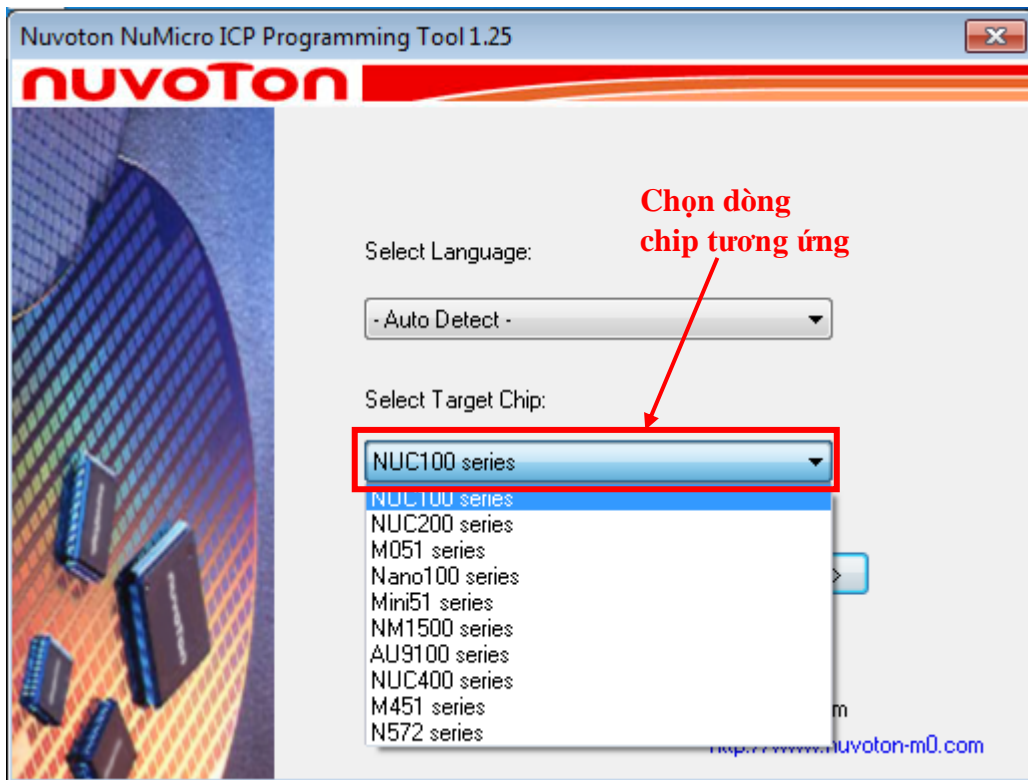 Nuvoton NuMicro ICP Programming Tool 1.25
nuvoTon
Chọn dòng
chip tương ứng
Select Language:
- Auto Detect -
Select Target Chip:
NUC100 series
NUC100 series
NUC200 series
M051 series
Nano100 series
Mini51 series
NM1500 series
AU9100 series
NUC400 series
M451 series
N572 series
>
m
http://www.nuvoton-m0.com
nuvoTon